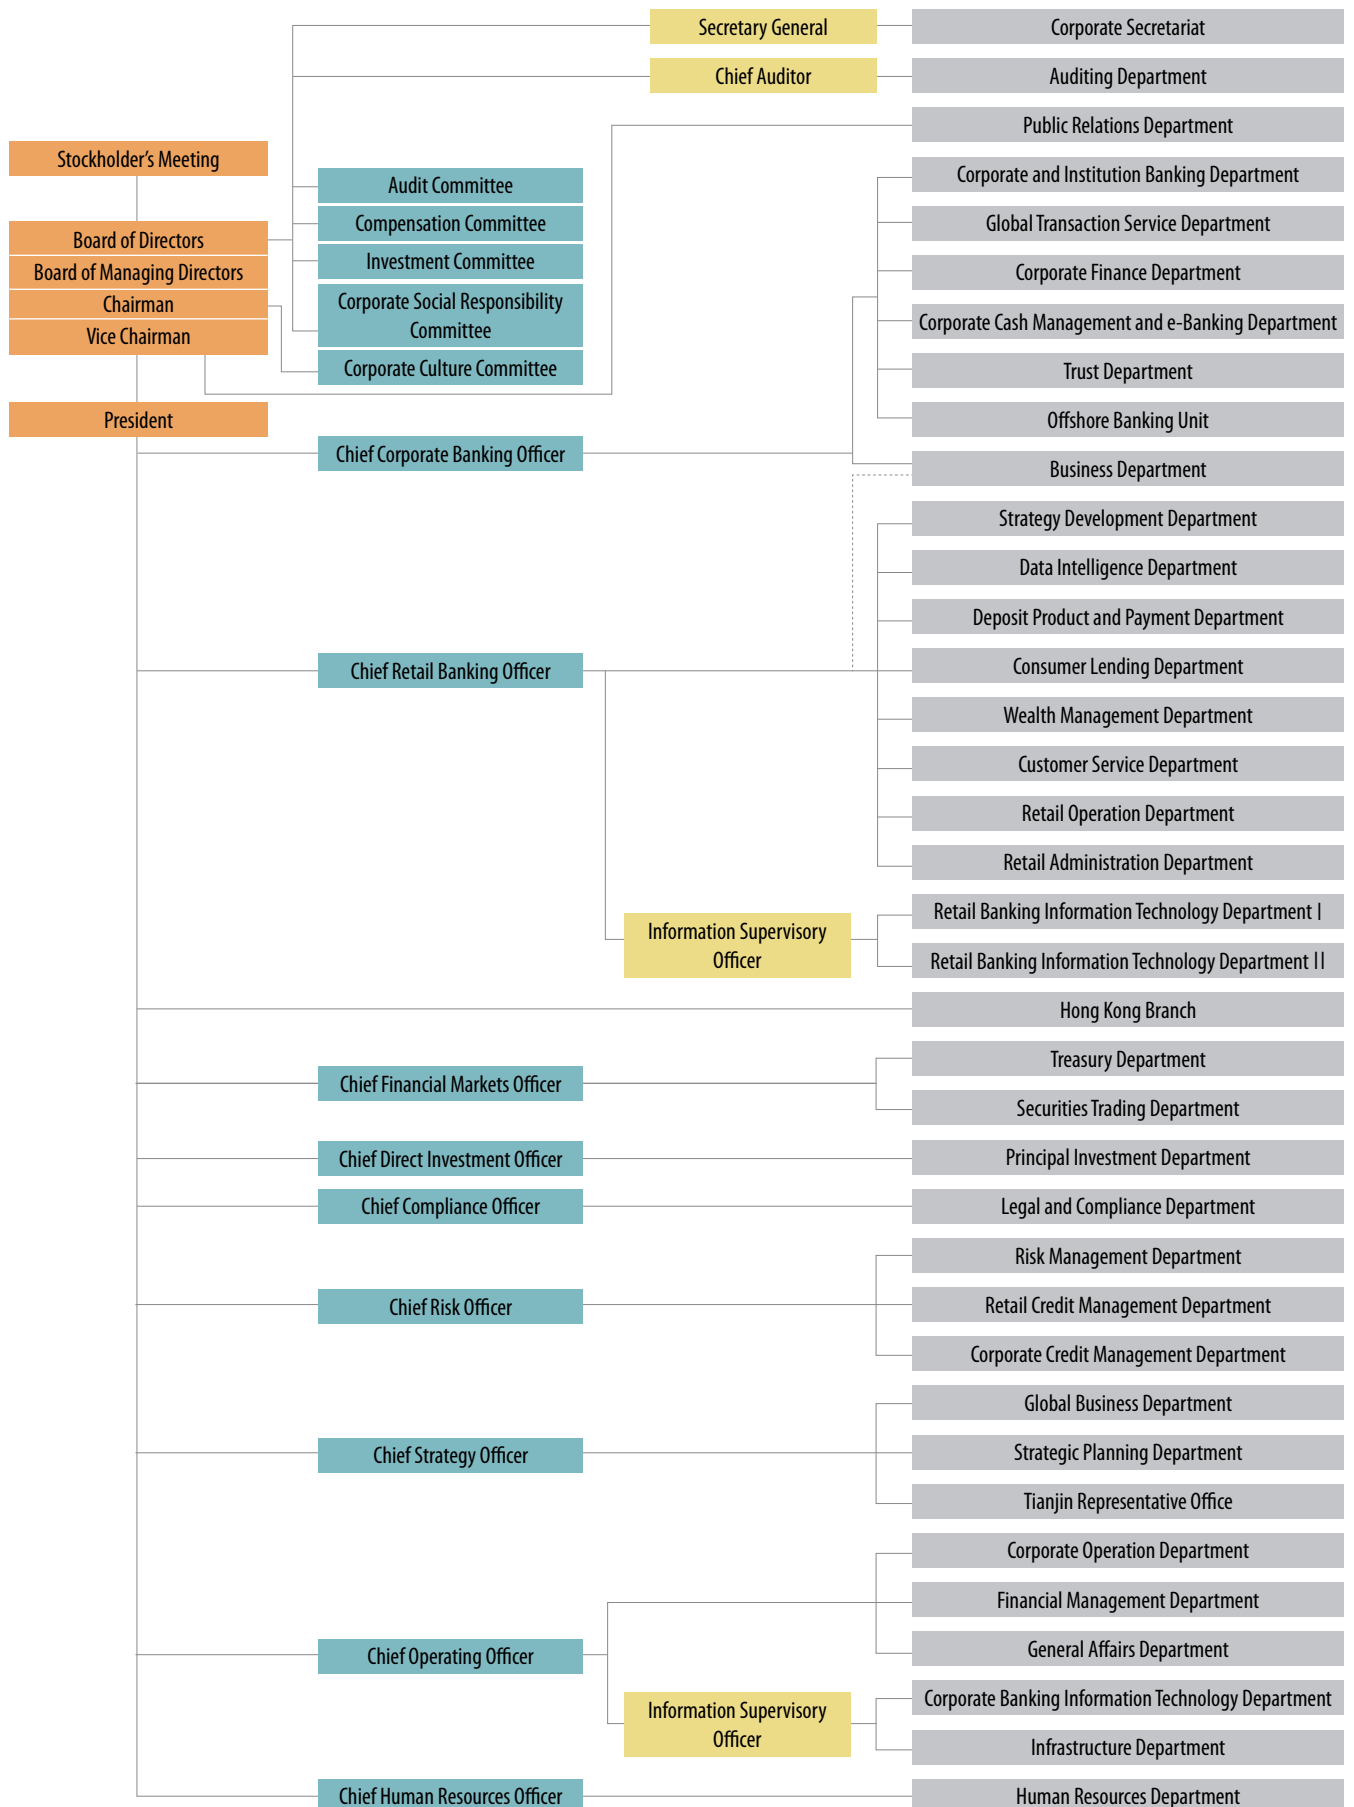 Secretary General
Corporate Secretariat
Chief Auditor
Auditing Department
Public Relations Department
Stockholder's Meeting
Board of Directors
Board of Managing Directors
Chairman
Vice Chairman
President
Audit Committee
Compensation Committee
Investment Committee
Corporate Social Responsibility
Committee
Corporate Culture Committee
Chief Corporate Banking Officer
Corporate and Institution Banking Department
Global Transaction Service Department
Corporate Finance Department
Corporate Cash Management and e-Banking Department
Trust Department
Offshore Banking Unit
Business Department
Chief Retail Banking Officer
Strategy Development Department
Data Intelligence Department
Deposit Product and Payment Department
Consumer Lending Department
Wealth Management Department
Customer Service Department
Retail Operation Department
Retail Administration Department
Information Supervisory
Officer
Retail Banking Information Technology Department I
Retail Banking Information Technology Department II
Hong Kong Branch
Chief Financial Markets Officer
Treasury Department
Securities Trading Department
Chief Direct Investment Officer
Principal Investment Department
Chief Compliance Officer
Legal and Compliance Department
Chief Risk Officer
Risk Management Department
Retail Credit Management Department
Corporate Credit Management Department
Chief Strategy Officer
Global Business Department
Strategic Planning Department
Tianjin Representative Office
Chief Operating Officer
Corporate Operation Department
Financial Management Department
General Affairs Department
Information Supervisory
Officer
Corporate Banking Information Technology Department
Infrastructure Department
Chief Human Resources Officer
Human Resources Department